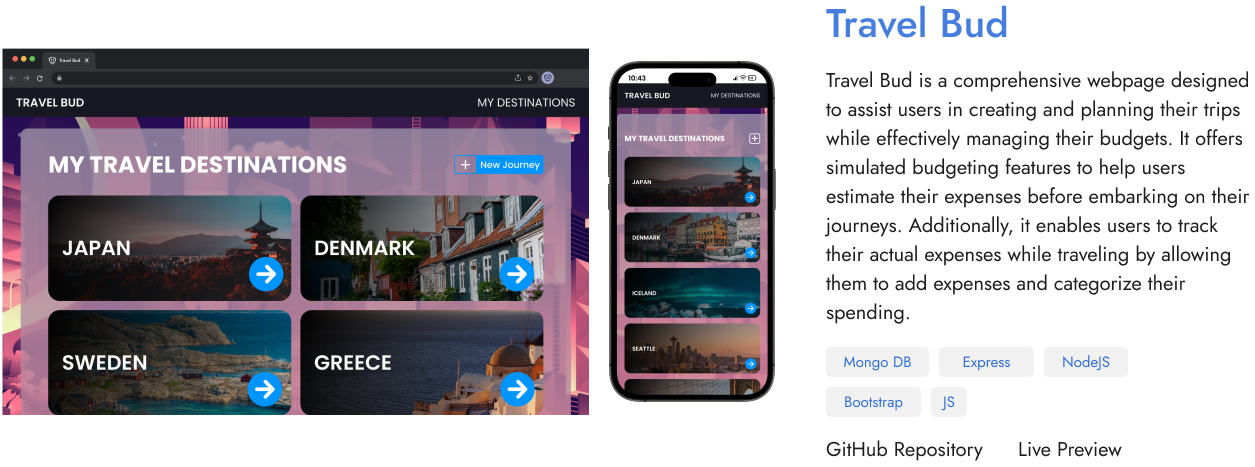 Travel Bud
TRAVEL BUD
MY DESTINATIONS
MY TRAVEL DESTINATIONS
New Journey
JAPAN
DENMARK
SWEDEN
GREECE
10:43
TRAVEL BUD
MY DESTINATIONS
MY TRAVEL DESTINATIONS
JAPAN
DENMARK
ICELAND
SEATTLE
Travel Bud
Travel Bud is a comprehensive webpage designed
to assist users in creating and planning their trips
while effectively managing their budgets. It offers
simulated budgeting features to help users
estimate their expenses before embarking on their
journeys. Additionally, it enables users to track
their actual expenses while traveling by allowing
them to add expenses and categorize their
spending.
Mongo DB Express NodeJS
Bootstrap JS
GitHub Repository Live Preview